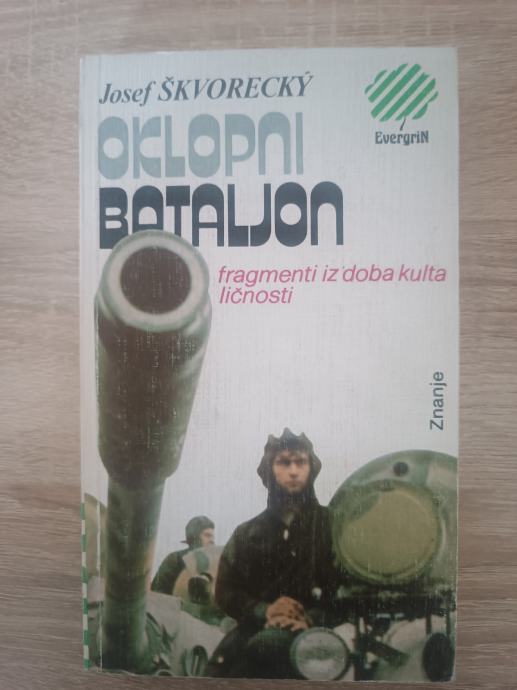 Josef ŠKVORECKÝ
EvergriN
OKLOPNI
BATALJON
fragmenti iz doba kulta
ličnosti
Znanje